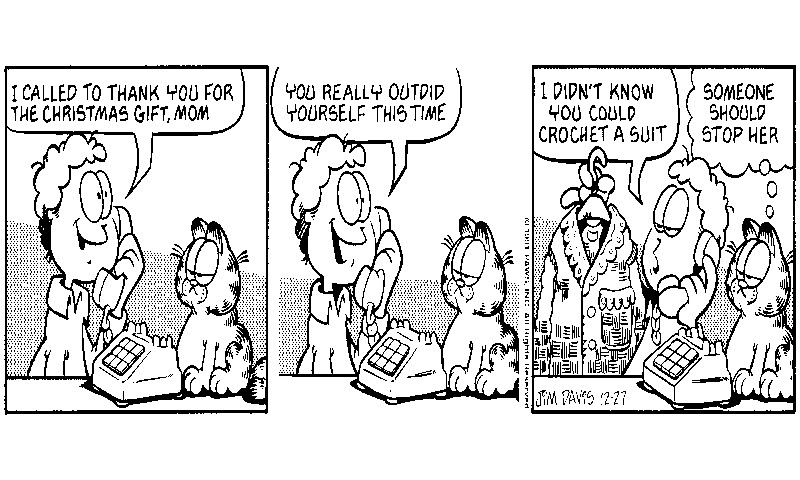 I CALLED TO THANK YOU FOR
THE CHRISTMAS GIFT, MOM
YOU REALLY OUTDID
YOURSELF THIS TIME
I DIDN'T KNOW
YOU COULD
CROCHET A SUIT
SOMEONE
SHOULD
STOP HER
JIM DAVIS 12-27